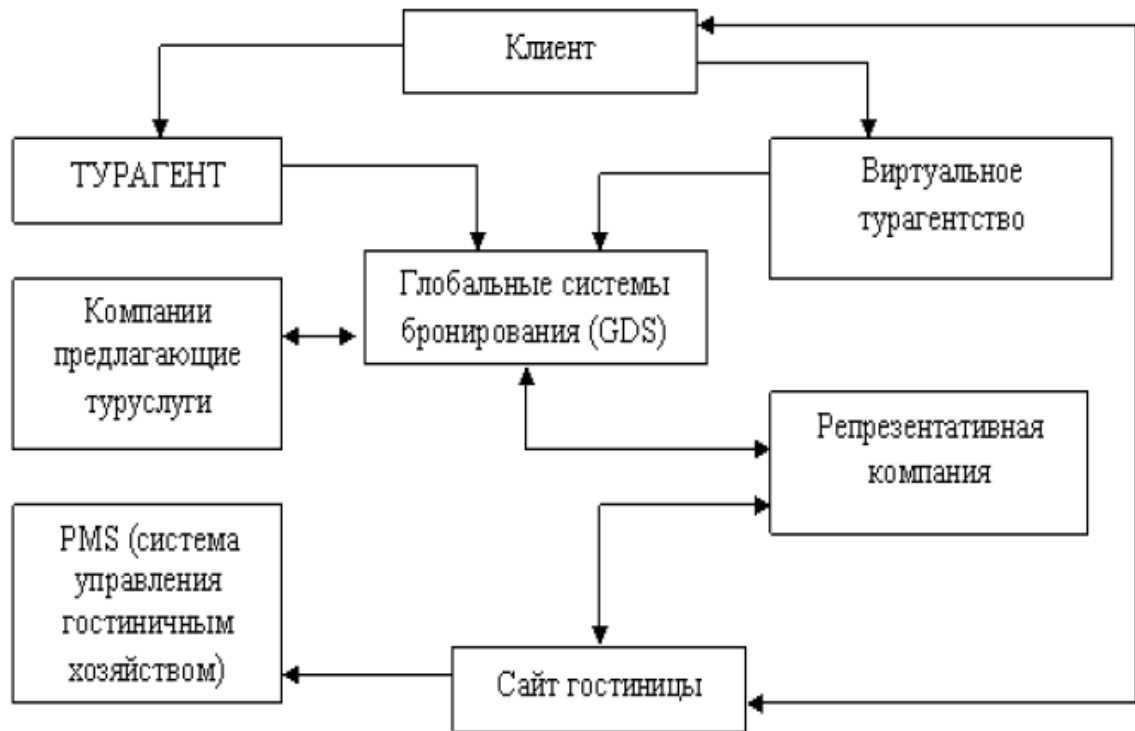 Клиент
ТУРАГЕНТ
Виртуальное
турагентство
Глобальные системы
бронирования (GDS)
Компании
предлагающие
туруслуги
Репрезентативная
компания
PMS (система
управления
гостиничным
хозяйством)
Сайт гостиницы